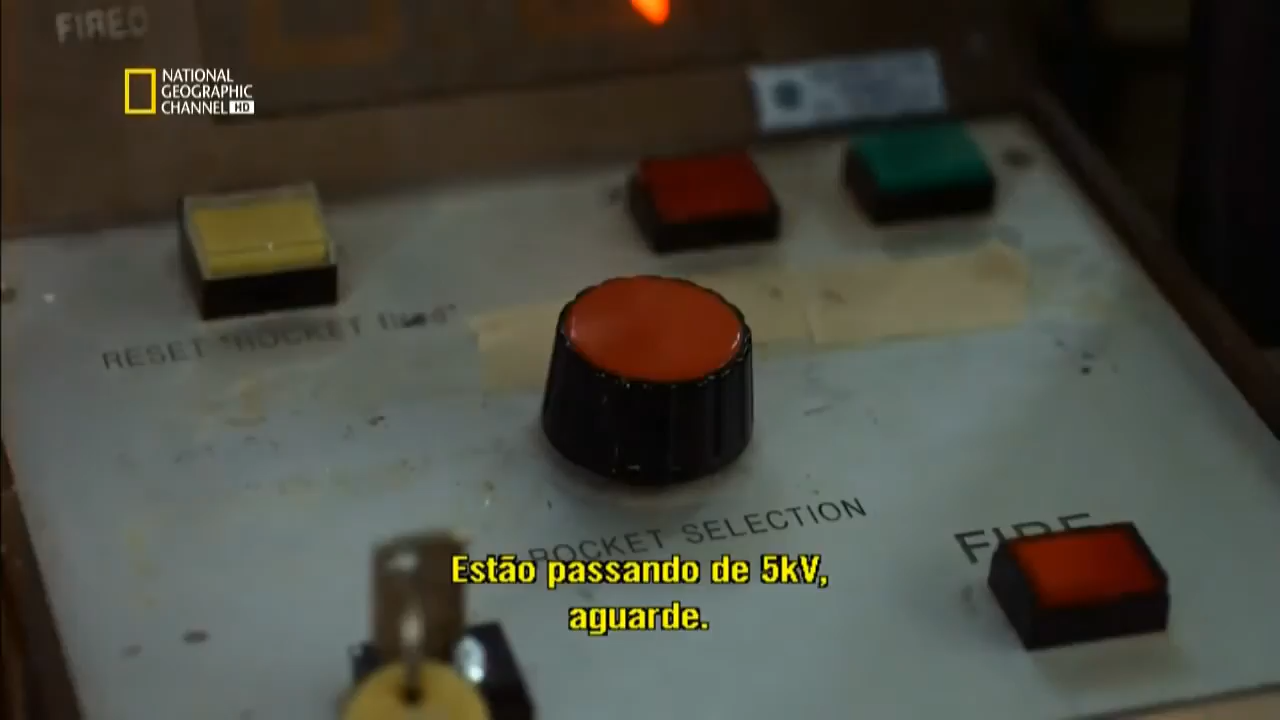 FIRED
NATIONAL
GEOGRAPHIC
CHANNEL HD
RESET "ROCKET
ROCKET SELECTION
FIRE
Estão passando de 5kV,
aguarde.